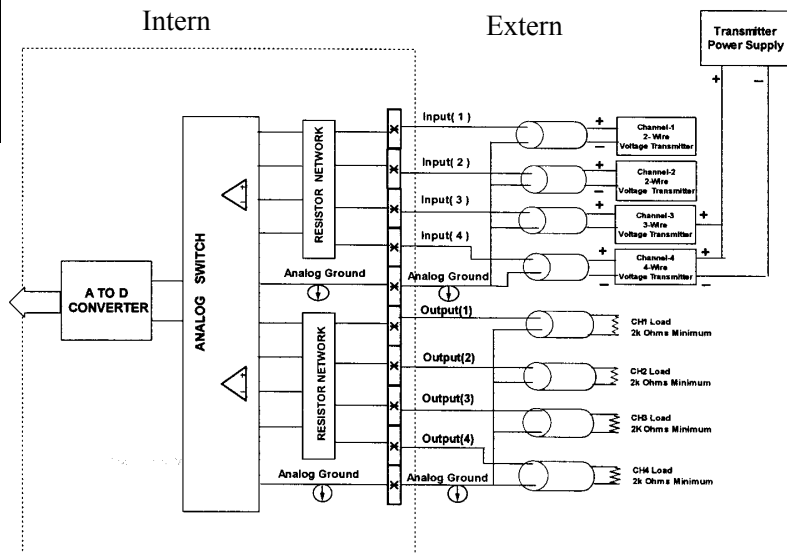 Intern
Extern
Transmitter
Power Supply
+
–
Input( 1 )
+
–
Channel-1
2- Wire
Voltage Transmitter
Input( 2 )
+
–
Channel-2
2-Wire
Voltage Transmitter
Input( 3 )
+
Channel-3
3-Wire
Voltage Transmitter
+
Input( 4 )
+
–
Channel-4
4-Wire
Voltage Transmitter
+
–
RESISTOR NETWORK
ANALOG SWITCH
A TO D
CONVERTER
Analog Ground
Analog Ground
Output(1)
CH1 Load
2k Ohms Minimum
Output(2)
CH2 Load
2k Ohms Minimum
Output(3)
CH3 Load
2K Ohms Minimum
Output(4)
CH4 Load
2k Ohms Minimum
RESISTOR NETWORK
Analog Ground
Analog Ground